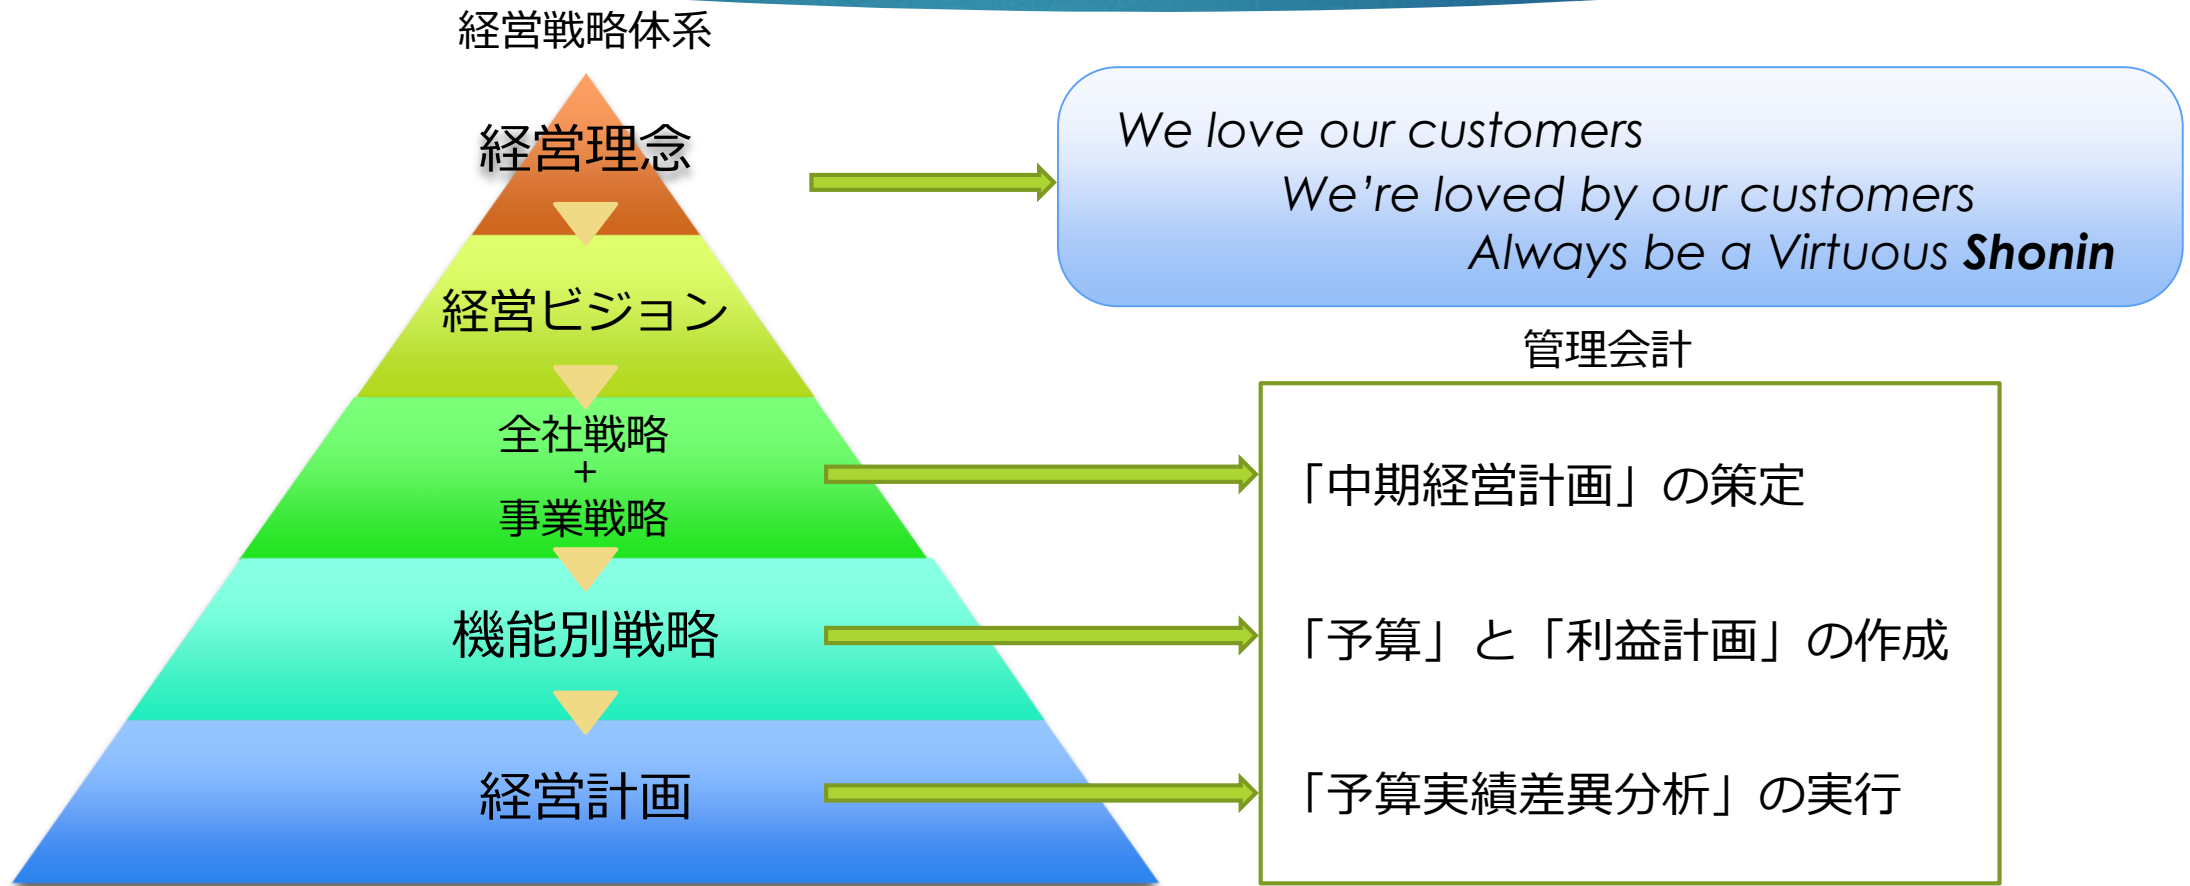 経営戦略体系
経営理念
経営ビジョン
全社戦略
+
事業戦略
機能別戦略
経営計画
We love our customers
We’re loved by our customers
Always be a Virtuous Shonin
管理会計
「中期経営計画」の策定
「予算」と「利益計画」の作成
「予算実績差異分析」の実行